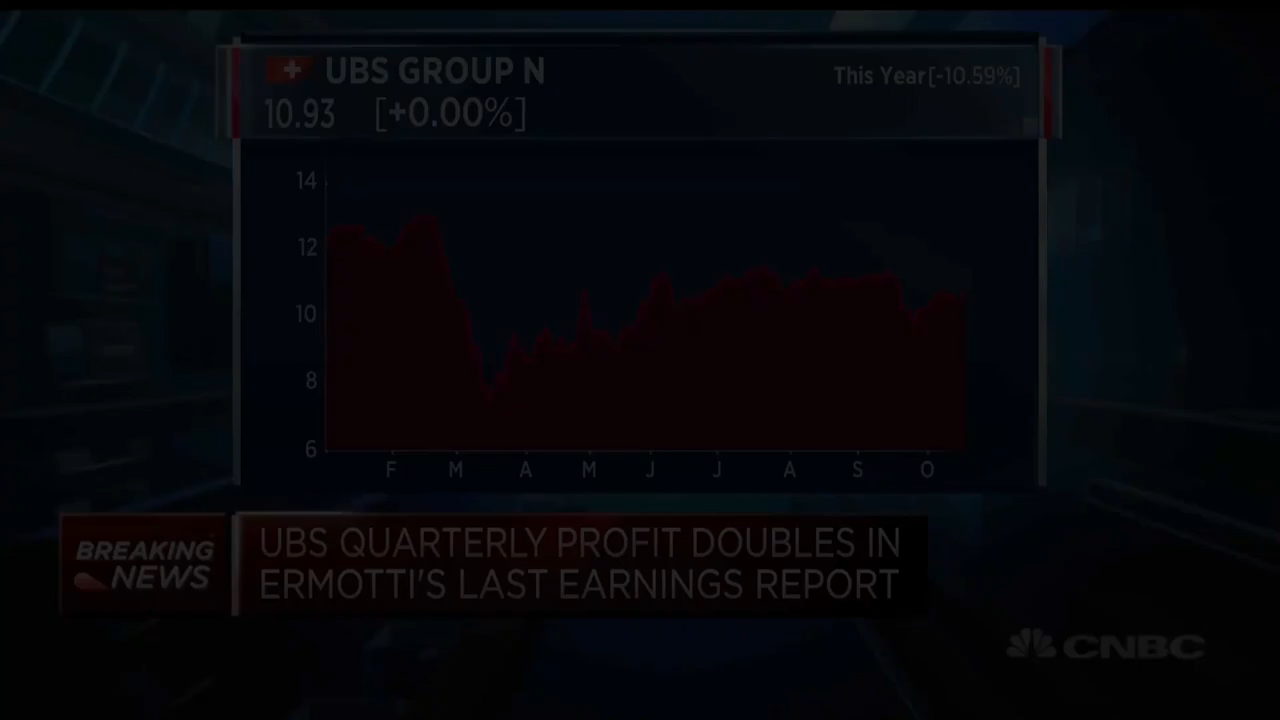 UBS GROUP N
This Year[-10.59%]
10.93 [+0.00%]
14
12
10
8
6
F M A M J J A S O
BREAKING
NEWS
UBS QUARTERLY PROFIT DOUBLES IN
ERMOTTI'S LAST EARNINGS REPORT
CNBC